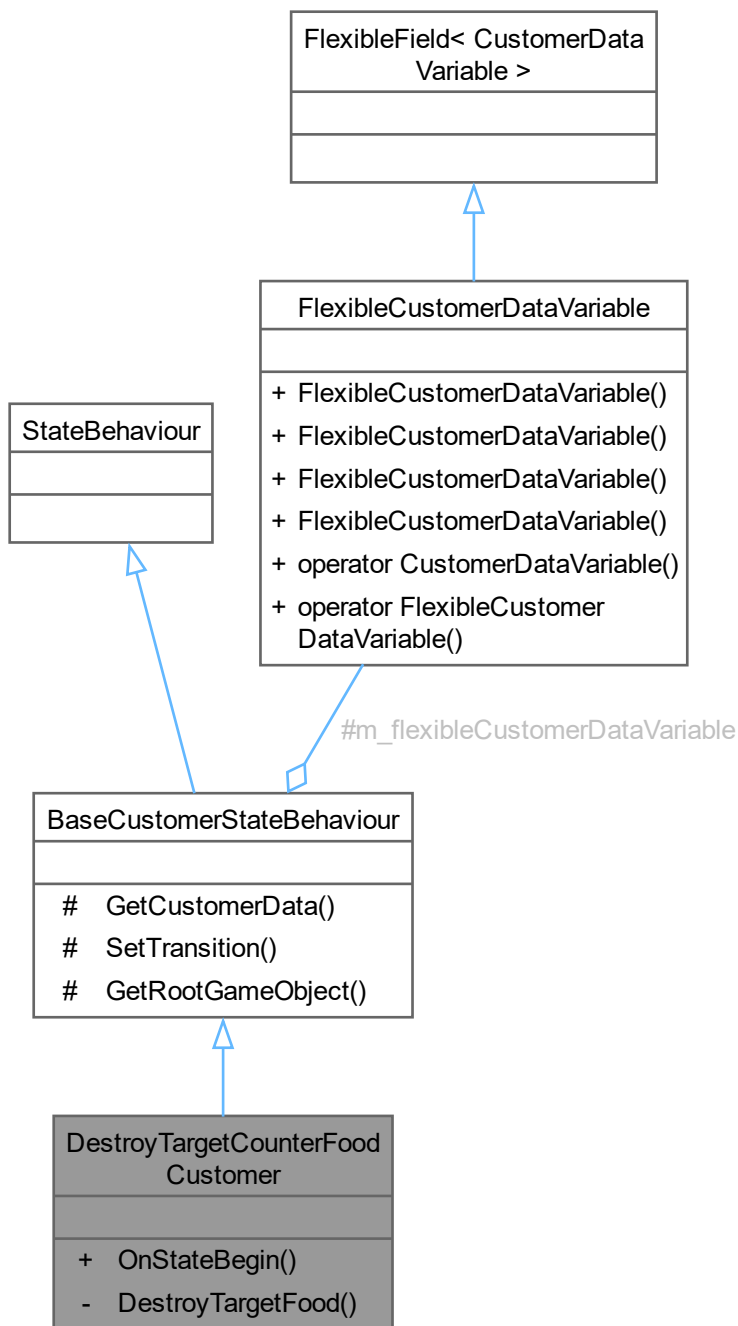 FlexibleField< CustomerData
Variable >
FlexibleCustomerDataVariable
+ FlexibleCustomerDataVariable()
+ FlexibleCustomerDataVariable()
+ FlexibleCustomerDataVariable()
+ FlexibleCustomerDataVariable()
+ operator CustomerDataVariable()
+ operator FlexibleCustomer
DataVariable()
StateBehaviour
#m_flexibleCustomerDataVariable
BaseCustomerStateBehaviour
# GetCustomerData()
# SetTransition()
# GetRootGameObject()
DestroyTargetCounterFood
Customer
+ OnStateBegin()
- DestroyTargetFood()